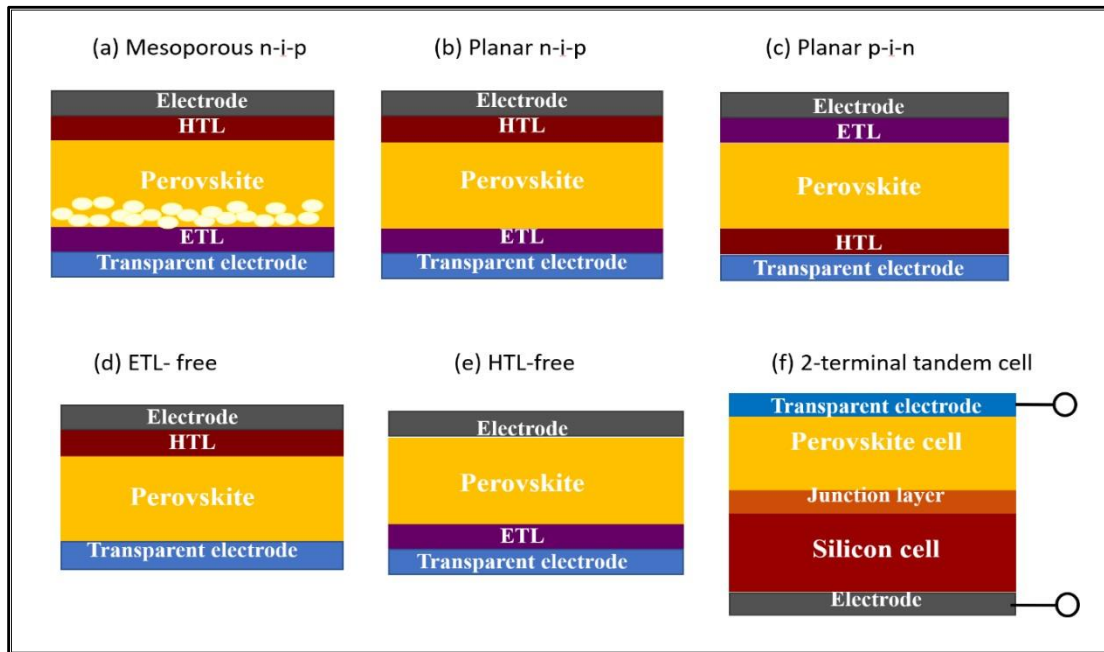 (a) Mesoporous n-i-p
Electrode
HTL
Perovskite
ETL
Transparent electrode
(b) Planar n-i-p
Electrode
HTL
Perovskite
ETL
Transparent electrode
(c) Planar p-i-n
Electrode
ETL
Perovskite
HTL
Transparent electrode
(d) ETL- free
Electrode
HTL
Perovskite
Transparent electrode
(e) HTL-free
Electrode
Perovskite
ETL
Transparent electrode
(f) 2-terminal tandem cell
Transparent electrode
Perovskite cell
Junction layer
Silicon cell
Electrode